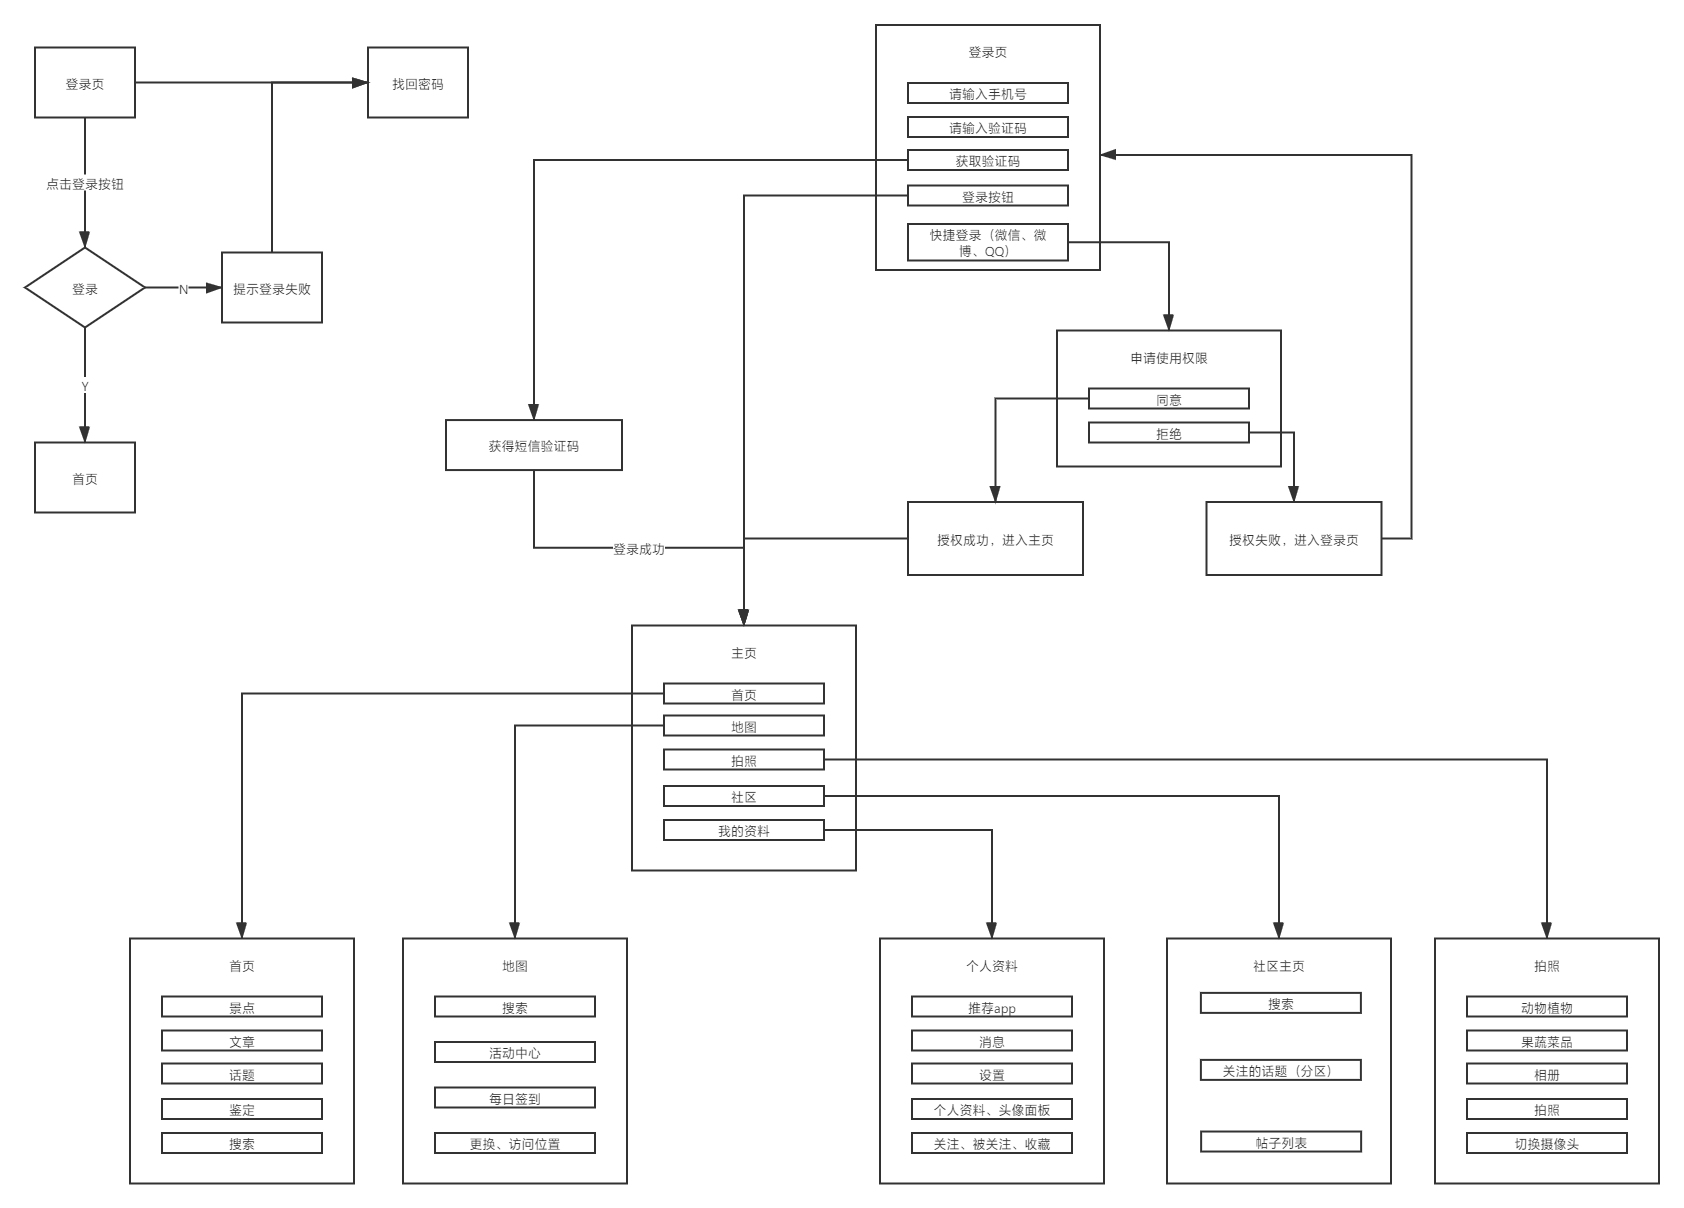 登录页
找回密码
点击登录按钮
登录
N
提示登录失败
Y
首页
登录页
请输入手机号
请输入验证码
获取验证码
登录按钮
快捷登录（微信、微
博、QQ）
申请使用权限
同意
拒绝
获得短信验证码
登录成功
授权成功，进入主页
授权失败，进入登录页
主页
首页
地图
拍照
社区
我的资料
首页
景点
文章
话题
鉴定
搜索
地图
搜索
活动中心
每日签到
更换、访问位置
个人资料
推荐app
消息
设置
个人资料、头像面板
关注、被关注、收藏
社区主页
搜索
关注的话题（分区）
帖子列表
拍照
动物植物
果蔬菜品
相册
拍照
切换摄像头